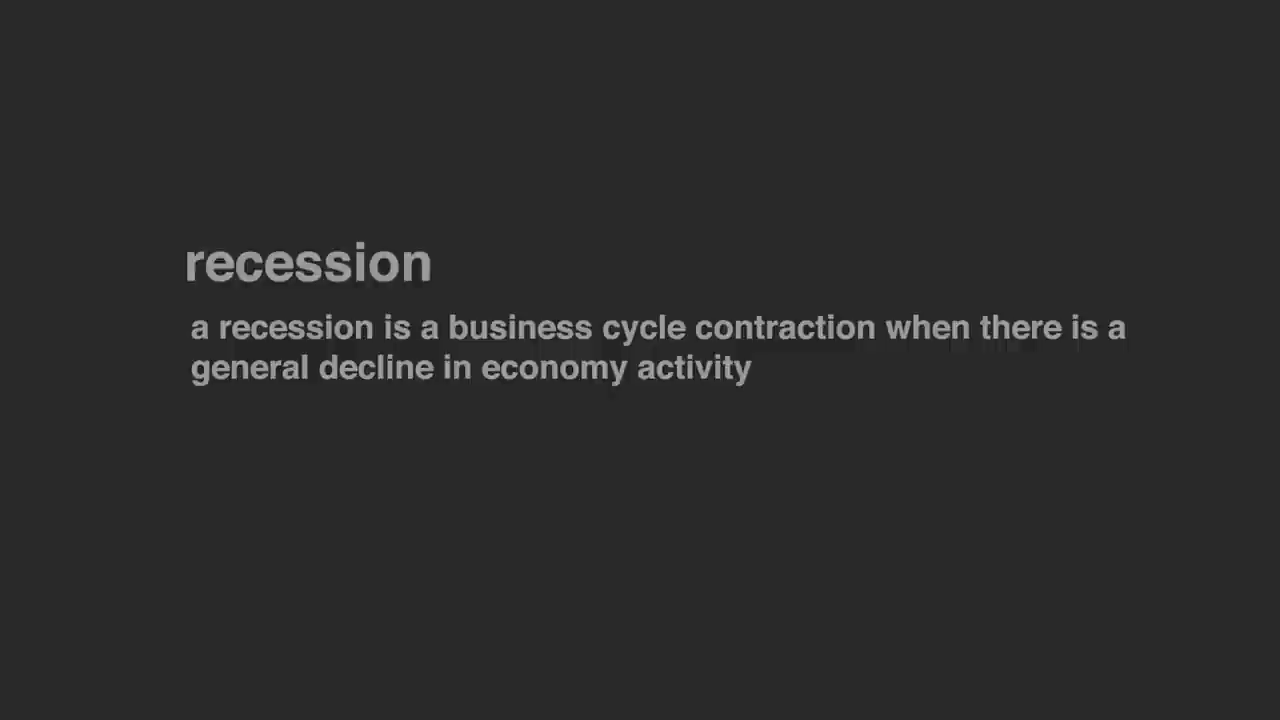 recession
a recession is a business cycle contraction when there is a
general decline in economy activity